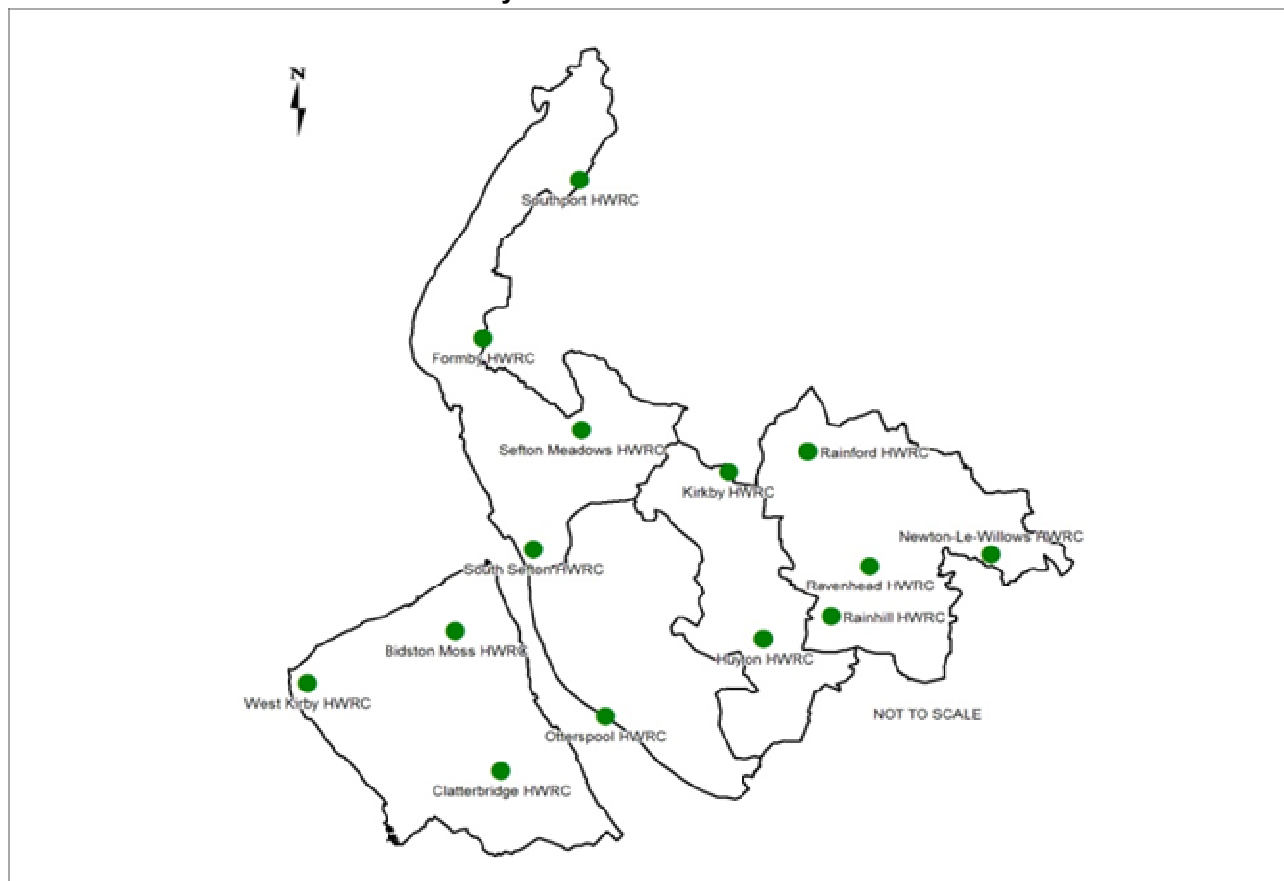 N
Southport HWRC
Formby HWRC
Sefton Meadows HWRC
Rainford HWRC
Kirkby HWRC
Newton-Le-Willows HWRC
South Sefton HWRC
Ravenhead HWRC
Rainhill HWRC
Bidston Moss HWRC
Huyton HWRC
West Kirby HWRC
NOT TO SCALE
Otterspool HWRC
Clatterbridge HWRC